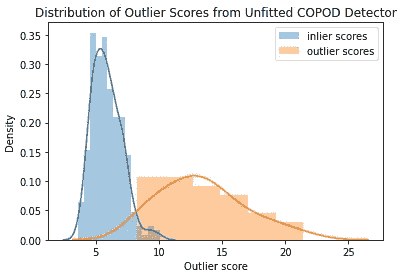 Distribution of Outlier Scores from Unfitted COPOD Detector
inlier scores
outlier scores
0.35
0.30
0.25
0.20
0.15
0.10
0.05
0.00
Density
5
10
15
20
25
Outlier score